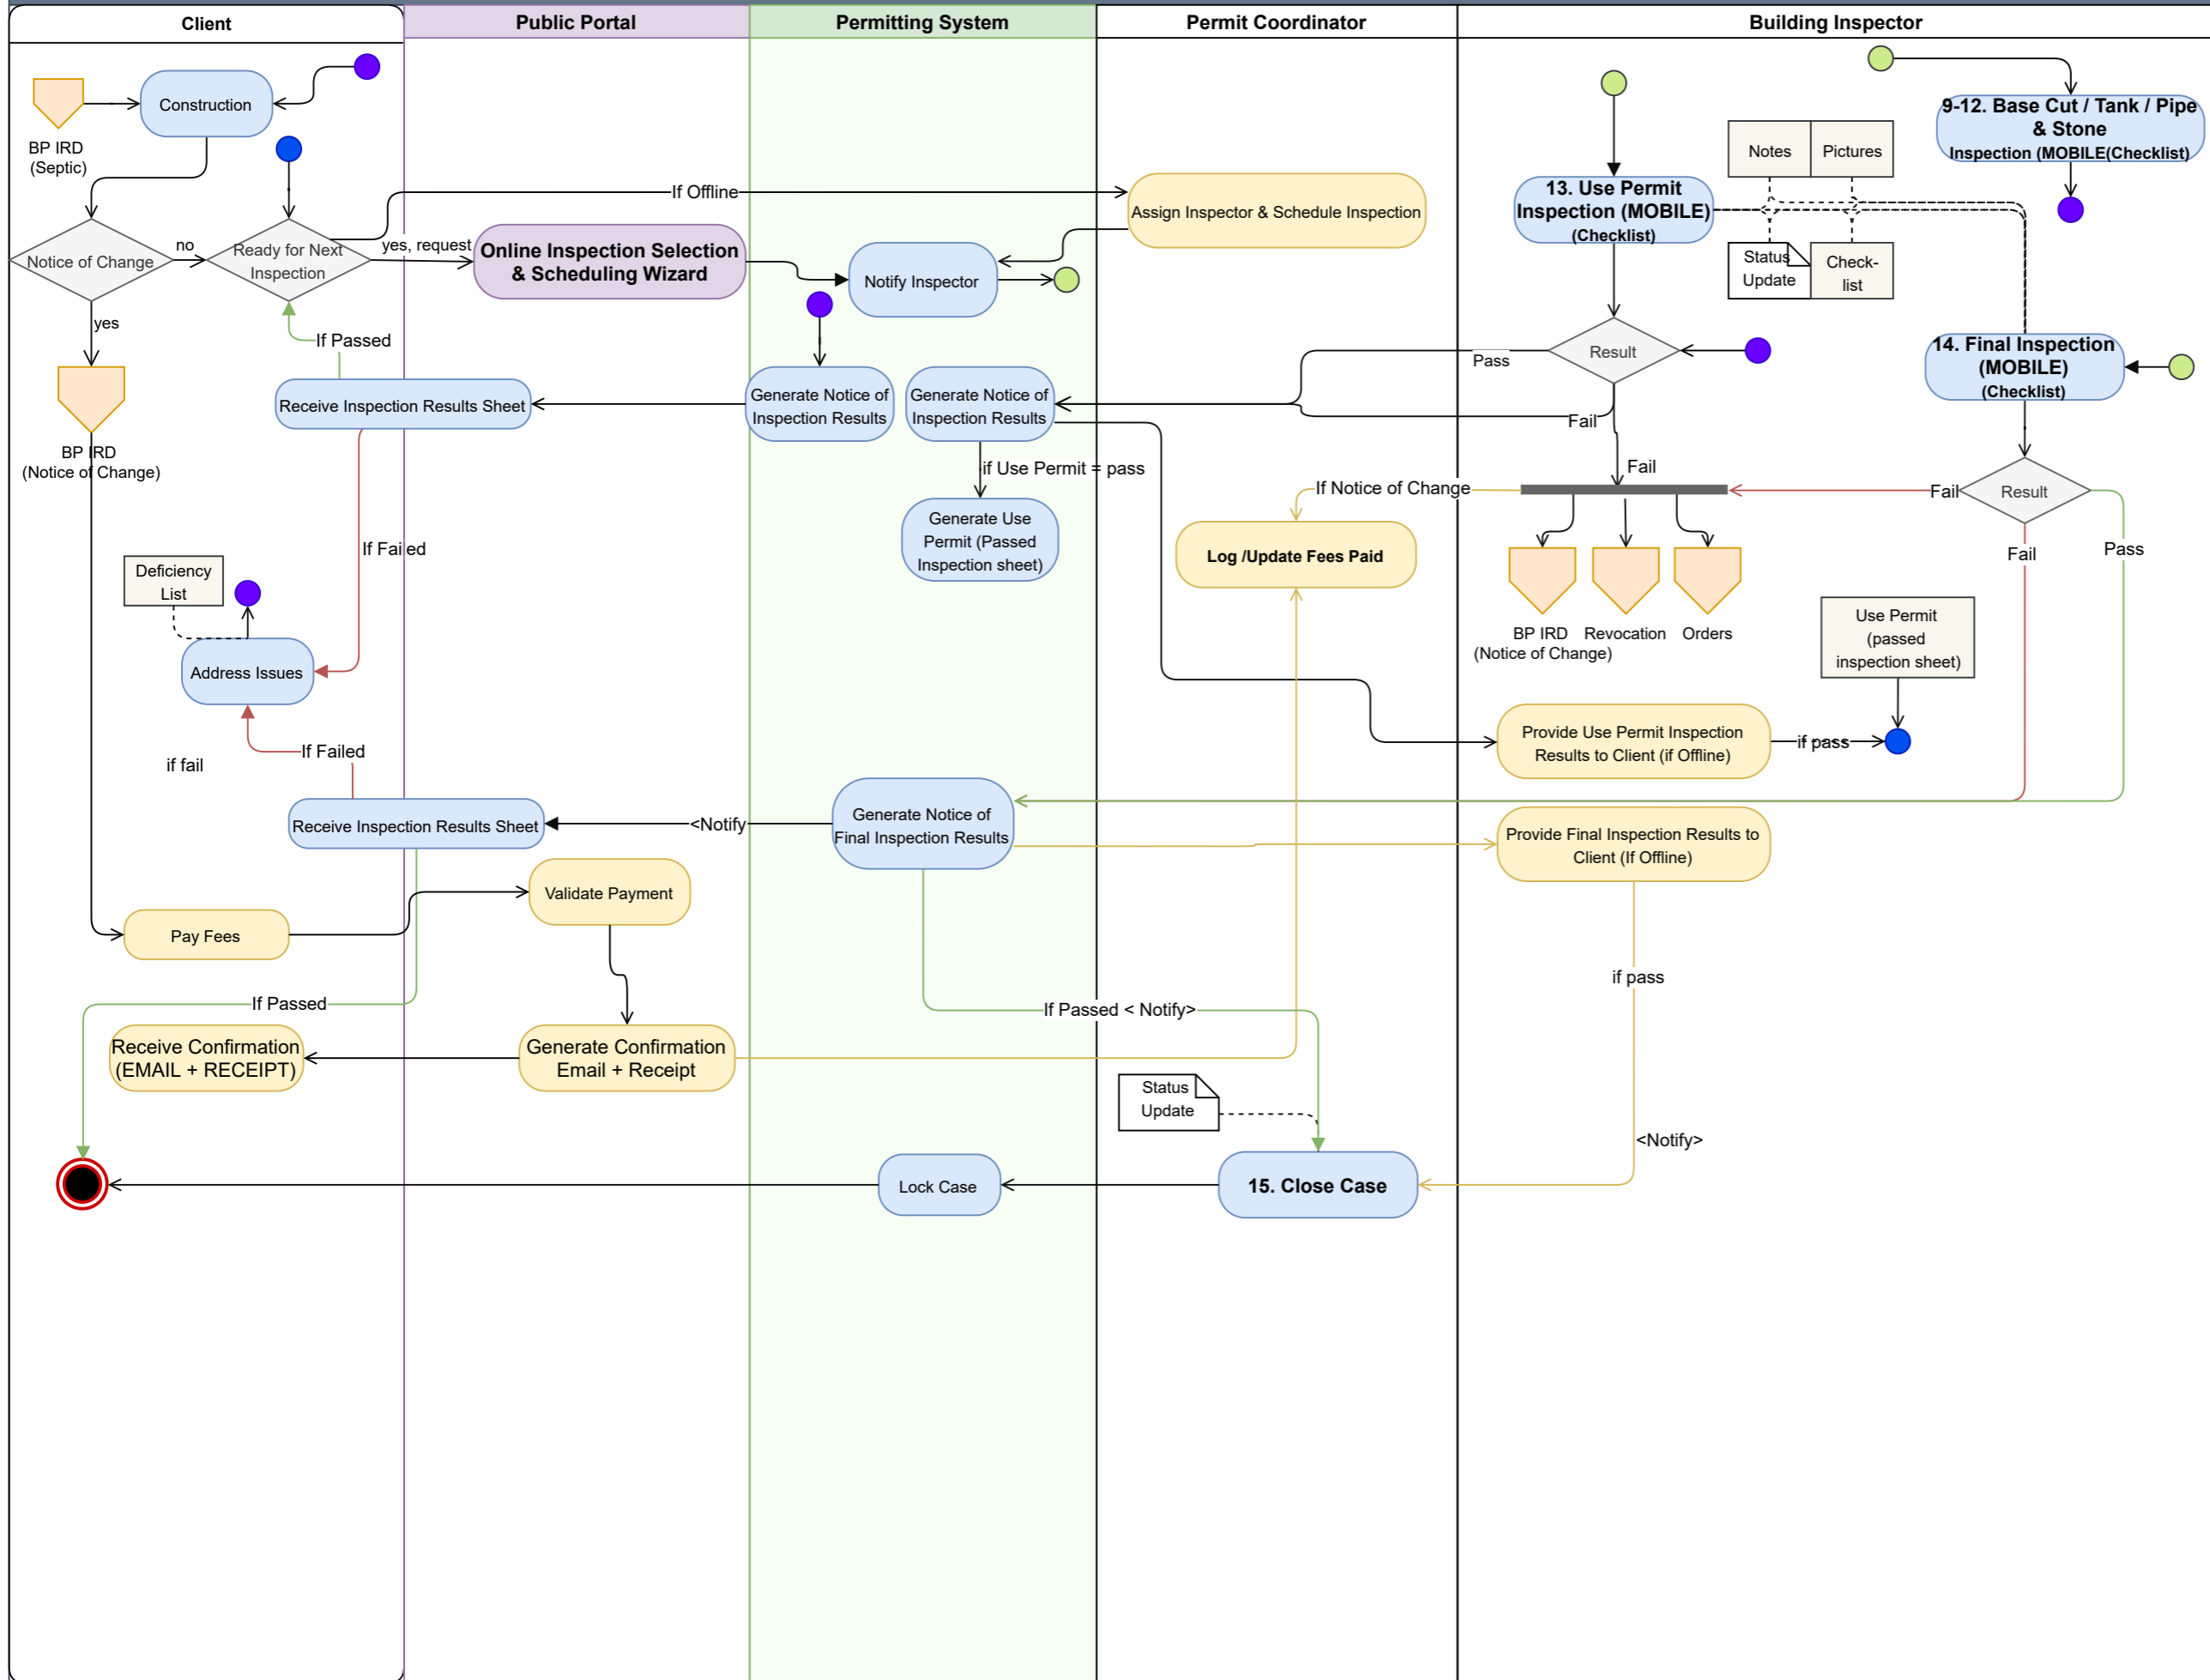 Client
Public Portal
Permitting System
Permit Coordinator
Building Inspector
Construction
BP IRD
(Septic)
Notice of Change
no
yes
Ready for Next
Inspection
yes, request
If Offline
Online Inspection Selection
& Scheduling Wizard
Notify Inspector
Assign Inspector & Schedule Inspection
13. Use Permit
Inspection (MOBILE)
(Checklist)
Notes
Pictures
Status
Update
Check-
list
9-12. Base Cut / Tank / Pipe
& Stone
Inspection (MOBILE(Checklist)
14. Final Inspection
(MOBILE)
(Checklist)
If Passed
Receive Inspection Results Sheet
Generate Notice of
Inspection Results
Generate Notice of
Inspection Results
Pass
Result
Fail
Fail
BP IRD
(Notice of Change)
if Use Permit = pass
Generate Use
Permit (Passed
Inspection sheet)
If Notice of Change
Log /Update Fees Paid
Fail
Result
Fail
Pass
If Failed
Deficiency
List
Address Issues
BP IRD
(Notice of Change)
Revocation
Orders
Use Permit
(passed
inspection sheet)
Provide Use Permit Inspection
Results to Client (if Offline)
if pass
If Failed
if fail
Receive Inspection Results Sheet
<Notify
Generate Notice of
Final Inspection Results
Provide Final Inspection Results to
Client (If Offline)
Validate Payment
Pay Fees
if pass
If Passed
If Passed < Notify>
Receive Confirmation
(EMAIL + RECEIPT)
Generate Confirmation
Email + Receipt
Status
Update
<Notify>
Lock Case
15. Close Case